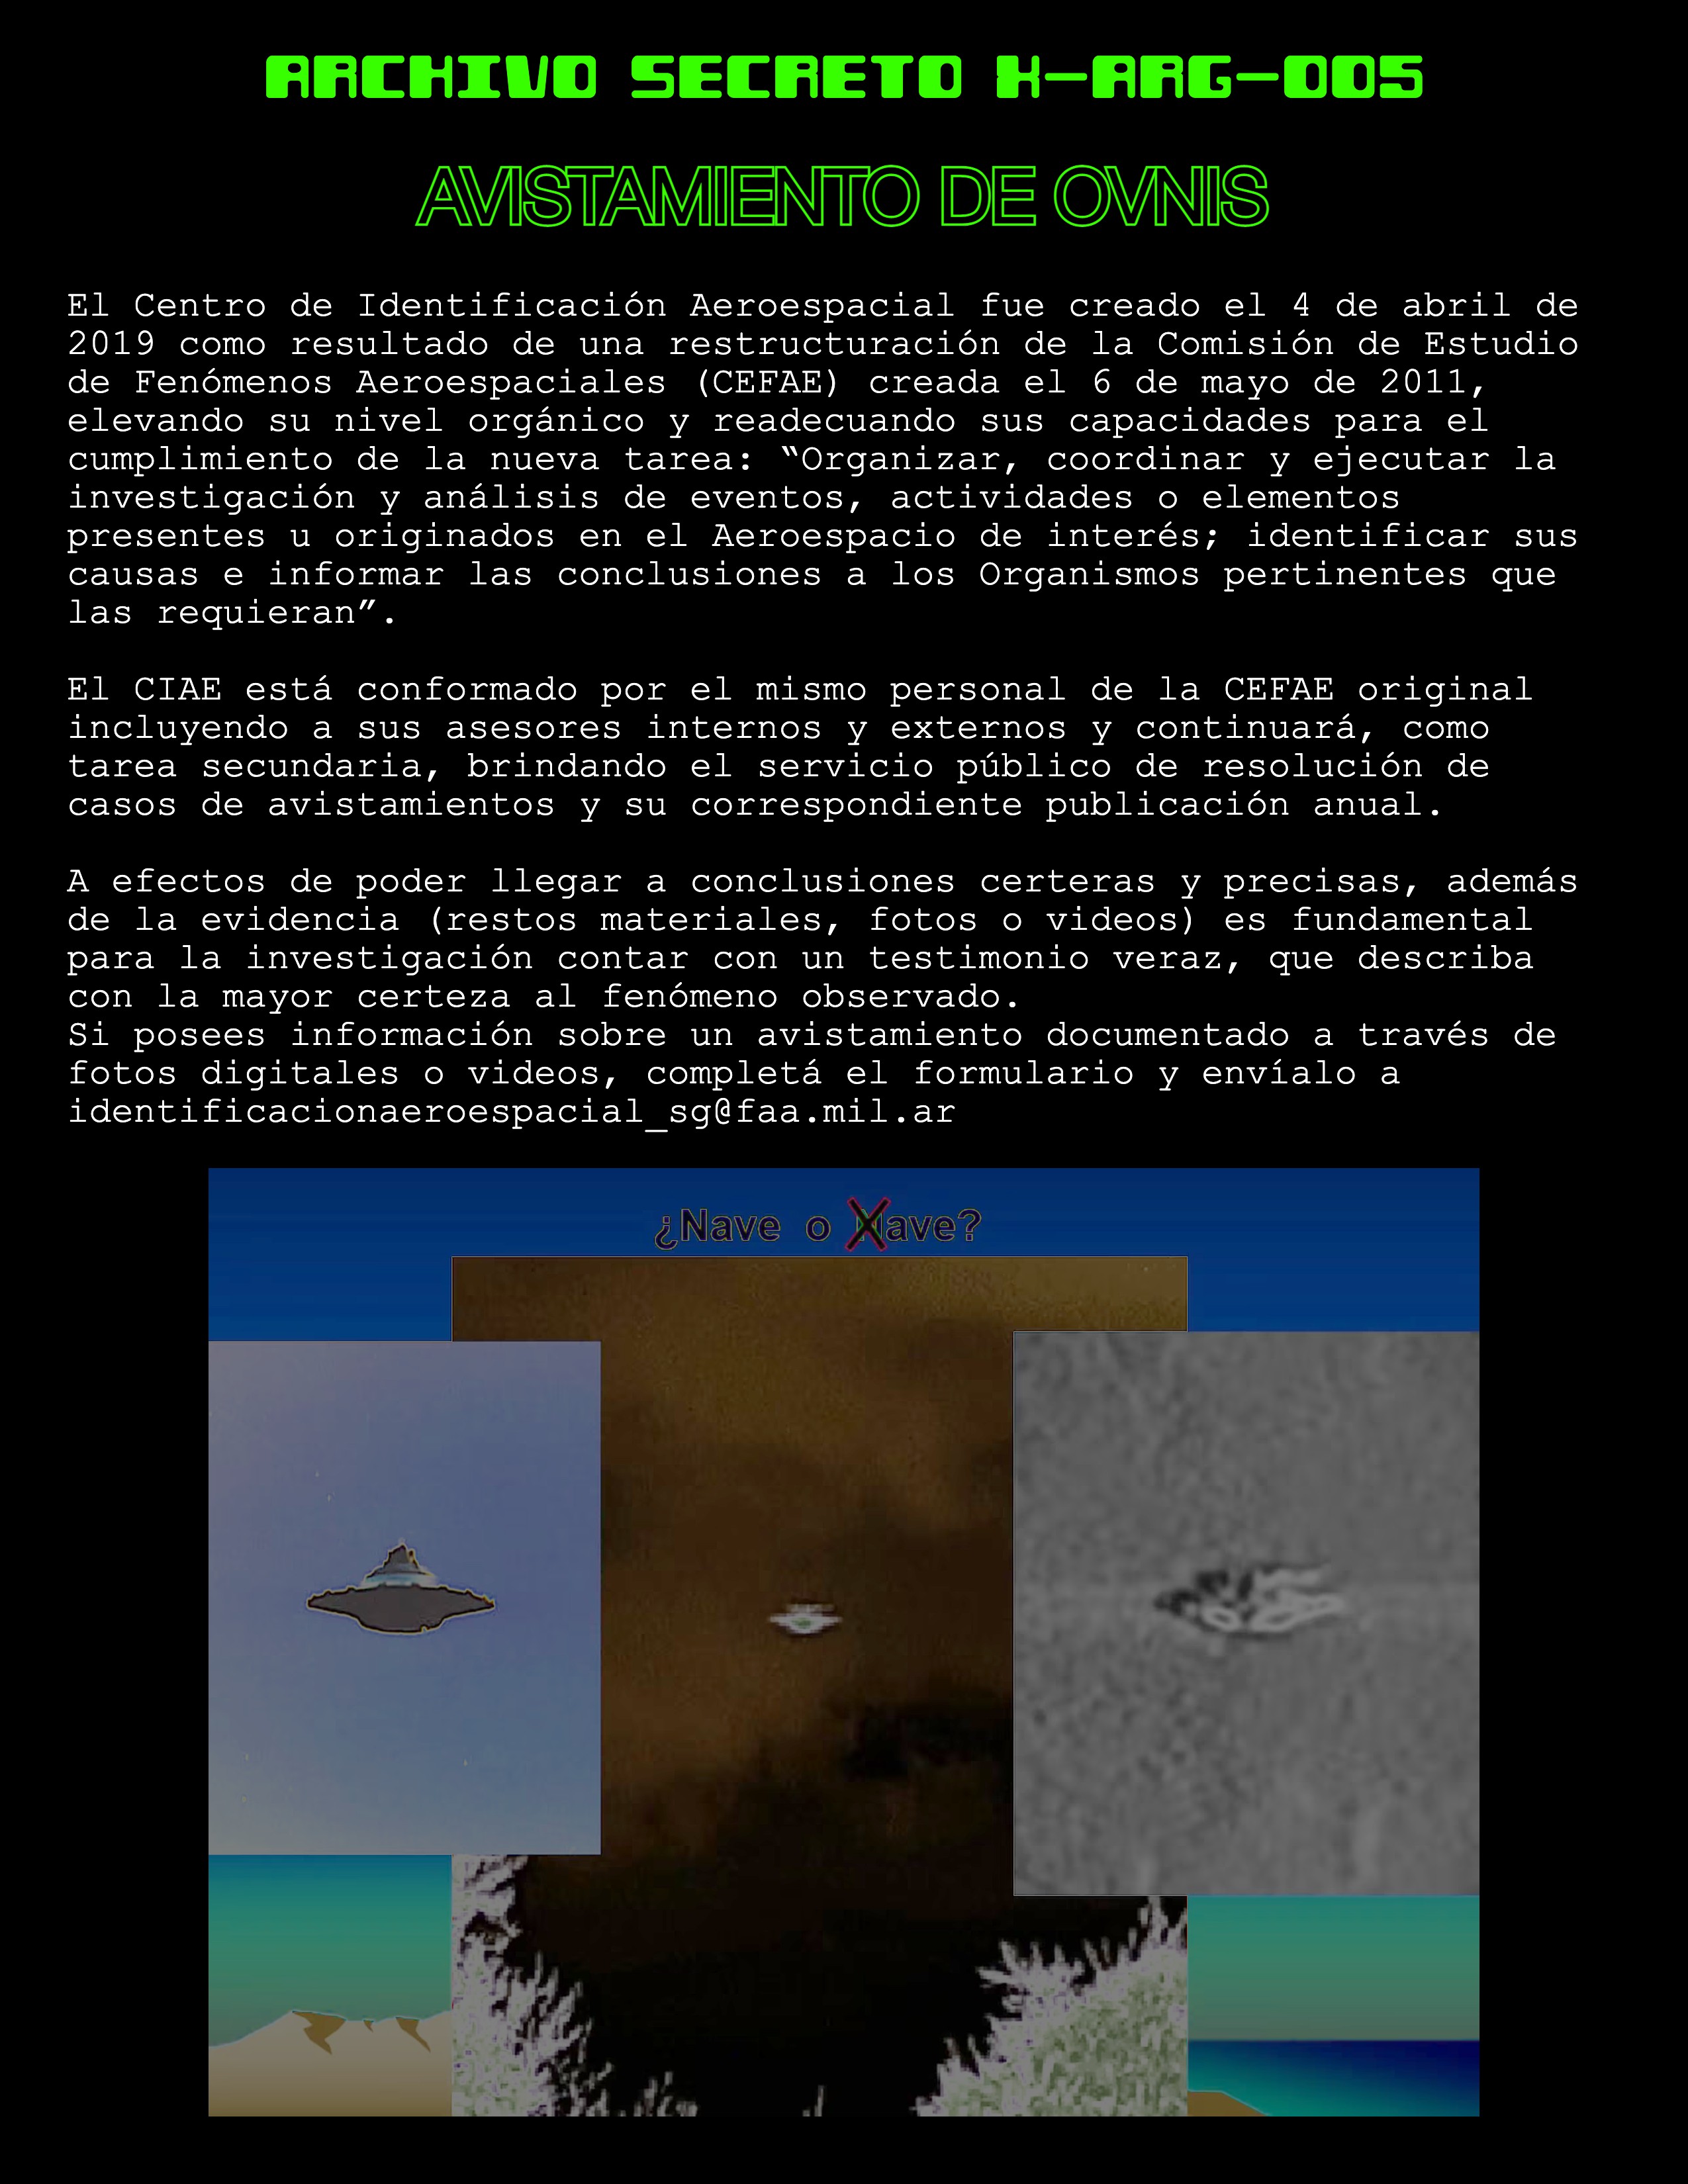 ARCHIVO SECRETO X-ARG-005
AVISTAMIENTO DE OVNIS
El Centro de Identificación Aeroespacial fue creado el 4 de abril de
2019 como resultado de una restructuración de la Comisión de Estudio
de Fenómenos Aeroespaciales (CEFAE) creada el 6 de mayo de 2011,
elevando su nivel orgánico y readecuando sus capacidades para el
cumplimiento de la nueva tarea: “Organizar, coordinar y ejecutar la
investigación y análisis de eventos, actividades o elementos
presentes u originados en el Aeroespacio de interés; identificar sus
causas e informar las conclusiones a los Organismos pertinentes que
las requieran”.
El CIAE está conformado por el mismo personal de la CEFAE original
incluyendo a sus asesores internos y externos y continuará, como
tarea secundaria, brindando el servicio público de resolución de
casos de avistamientos y su correspondiente publicación anual.
A efectos de poder llegar a conclusiones certeras y precisas, además
de la evidencia (restos materiales, fotos o videos) es fundamental
para la investigación contar con un testimonio veraz, que describa
con la mayor certeza al fenómeno observado.
Si posees información sobre un avistamiento documentado a través de
fotos digitales o videos, completá el formulario y envíalo a
identificacionaeroespacial_sg@faa.mil.ar
¿Nave o Nave?